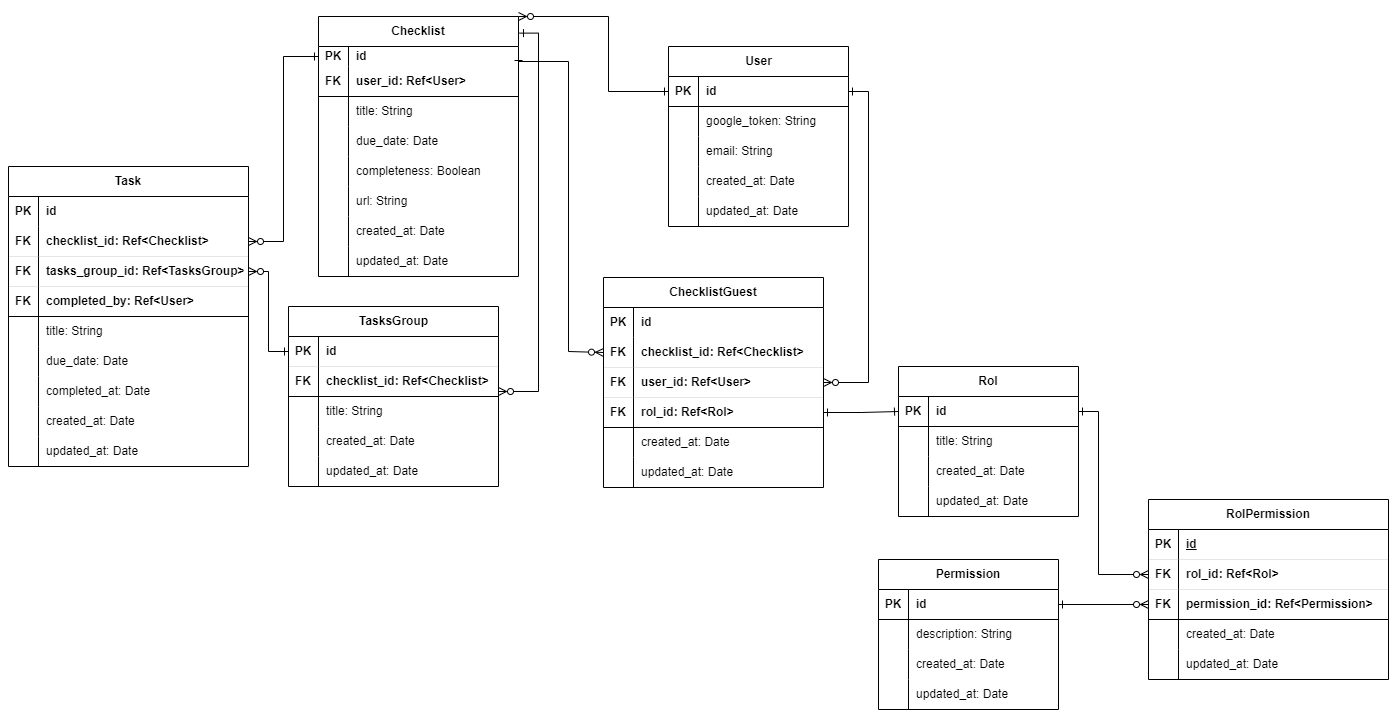 Checklist
PK id
FK user_id: Ref<User>
title: String
due_date: Date
completeness: Boolean
url: String
created_at: Date
updated_at: Date
User
PK id
google_token: String
email: String
created_at: Date
updated_at: Date
Task
PK id
FK checklist_id: Ref<Checklist>
FK tasks_group_id: Ref<TasksGroup>
FK completed_by: Ref<User>
title: String
due_date: Date
completed_at: Date
created_at: Date
updated_at: Date
TasksGroup
PK id
FK checklist_id: Ref<Checklist>
title: String
created_at: Date
updated_at: Date
ChecklistGuest
PK id
FK checklist_id: Ref<Checklist>
FK user_id: Ref<User>
FK rol_id: Ref<Rol>
created_at: Date
updated_at: Date
Rol
PK id
title: String
created_at: Date
updated_at: Date
RolPermission
PK id
FK rol_id: Ref<Rol>
FK permission_id: Ref<Permission>
created_at: Date
updated_at: Date
Permission
PK id
description: String
created_at: Date
updated_at: Date